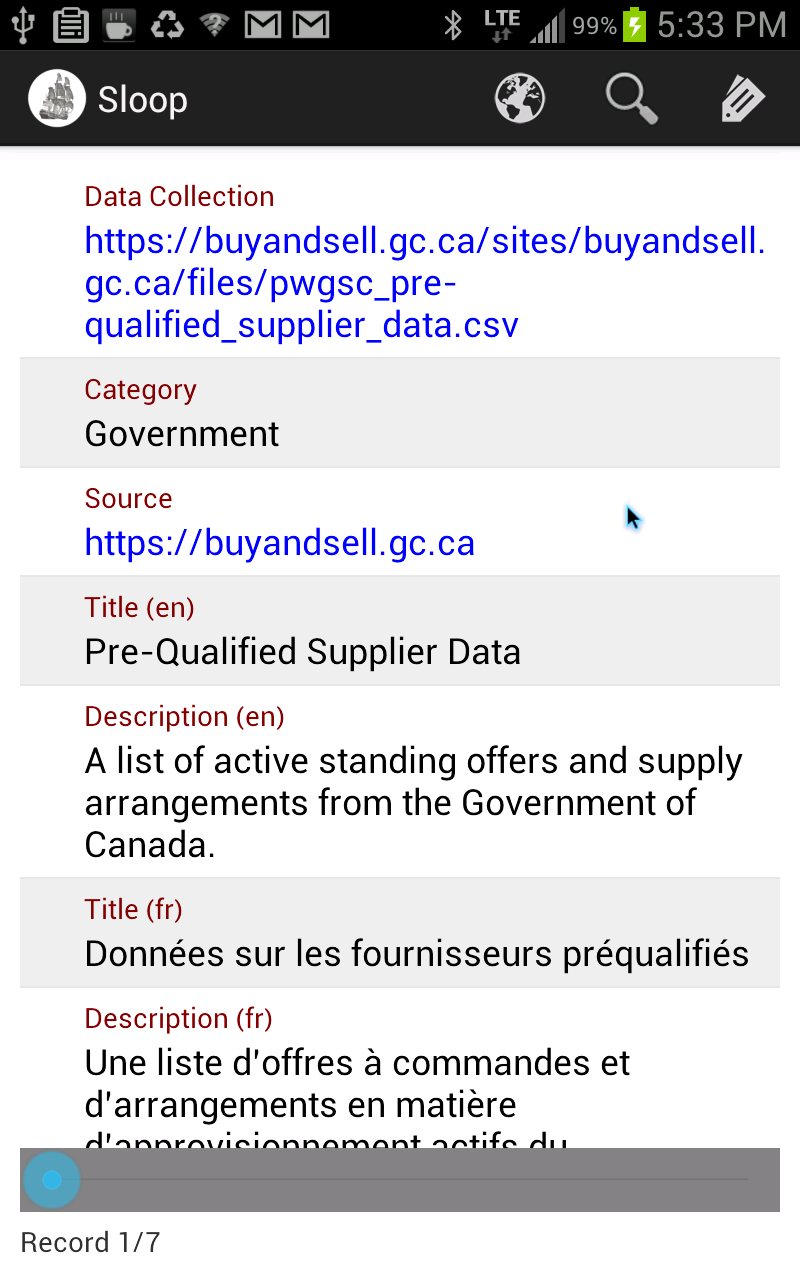 LTE 99% 5:33 PM
Sloop
Data Collection
https://buyandsell.gc.ca/sites/buyandsell.
gc.ca/files/pwgsc_pre-
qualified_supplier_data.csv
Category
Government
Source
https://buyandsell.gc.ca
Title (en)
Pre-Qualified Supplier Data
Description (en)
A list of active standing offers and supply
arrangements from the Government of
Canada.
Title (fr)
Données sur les fournisseurs préqualifiés
Description (fr)
Une liste d'offres à commandes et
d'arrangements en matière
d'approvisionnement actifs du
Record 1/7